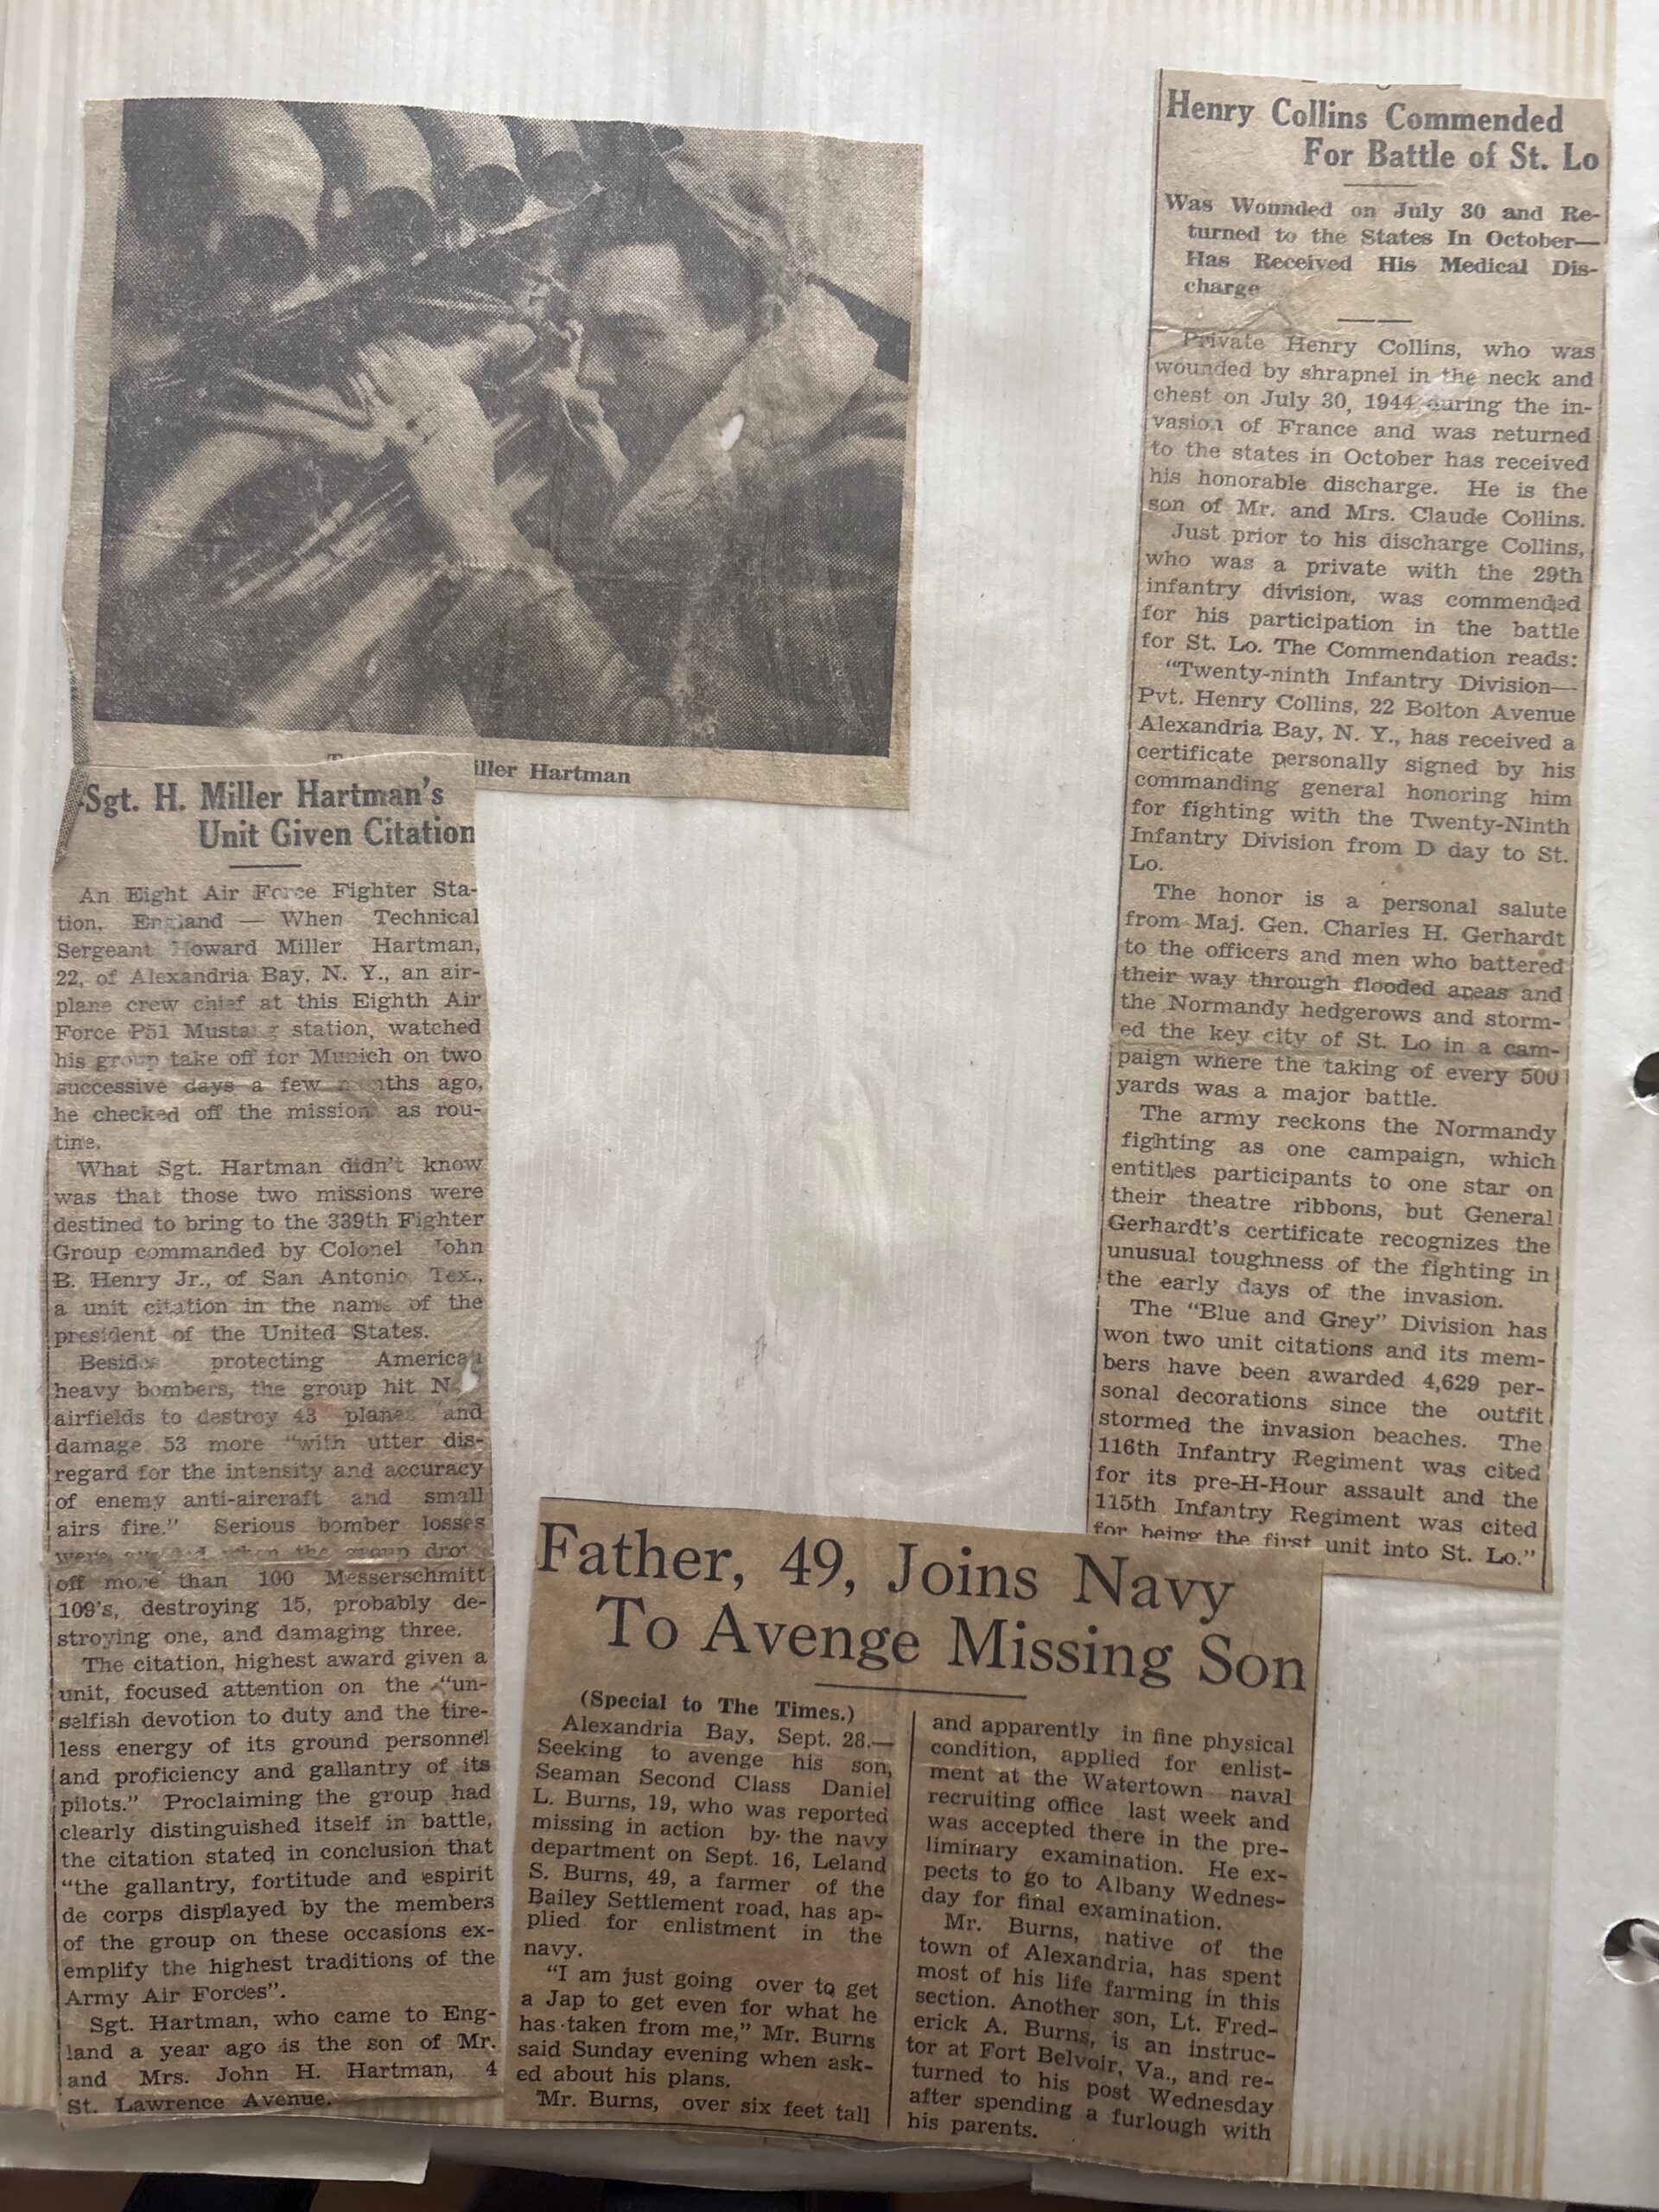 iller Hartman
Sgt. H. Miller Hartman's
Unit Given Citation
An Eight Air Force Fighter Sta-
tion, England — When Technical
Sergeant Howard Miller Hartman,
22, of Alexandria Bay, N. Y., an air-
plane crew chief at this Eighth Air
Force P51 Mustang station, watched
his group take off for Munich on two
successive days a few months ago,
he checked off the mission as rou-
tine.
What Sgt. Hartman didn't know
was that those two missions were
destined to bring to the 339th Fighter
Group commanded by Colonel John
B. Henry Jr., of San Antonio, Tex.,
a unit citation in the name of the
president of the United States.
Besides protecting American
heavy bombers, the group hit
airfields to destroy 43 planes and
damage 53 more "with utter dis-
regard for the intensity and accuracy
of enemy anti-aircraft and small
airs fire." Serious bomber losses
were when the group drove
off more than 100 Messerschmitt
109's, destroying 15, probably de-
stroying one, and damaging three.
The citation, highest award given a
unit, focused attention on the "un-
selfish devotion to duty and the tire-
less energy of its ground personnel
and proficiency and gallantry of its
pilots." Proclaiming the group had
clearly distinguished itself in battle,
the citation stated in conclusion that
"the gallantry, fortitude and espirit
de corps displayed by the members
of the group on these occasions ex-
emplify the highest traditions of the
Army Air Forces".
Sgt. Hartman, who came to Eng-
land a year ago is the son of Mr.
and Mrs. John H. Hartman, 4
St. Lawrence Avenue.
Father, 49, Joins Navy
To Avenge Missing Son
(Special to The Times.)
Alexandria Bay, Sept. 28.—
Seeking to avenge his son,
Seaman Second Class Daniel
L. Burns, 19, who was reported
missing in action by the navy
department on Sept. 16, Leland
S. Burns, 49, a farmer of the
Bailey Settlement road, has ap-
plied for enlistment in the
navy.
"I am just going over to get
a Jap to get even for what he
has taken from me," Mr. Burns
said Sunday evening when ask-
ed about his plans.
Mr. Burns, over six feet tall
and apparently in fine physical
condition, applied for enlist-
ment at the Watertown naval
recruiting office last week and
was accepted there in the pre-
liminary examination. He ex-
pects to go to Albany Wednes-
day for final examination.
Mr. Burns, native of the
town of Alexandria, has spent
most of his life farming in this
section. Another son, Lt. Fred-
erick A. Burns, is an instruc-
tor at Fort Belvoir, Va., and re-
turned to his post Wednesday
after spending a furlough with
his parents.
Henry Collins Commended
For Battle of St. Lo
Was Wounded on July 30 and Re-
turned to the States In October—
Has Received His Medical Dis-
charge
Private Henry Collins, who was
wounded by shrapnel in the neck and
chest on July 30, 1944 during the in-
vasion of France and was returned
to the states in October has received
his honorable discharge. He is the
son of Mr. and Mrs. Claude Collins.
Just prior to his discharge Collins,
who was a private with the 29th
infantry division, was commended
for his participation in the battle
for St. Lo. The Commendation reads:
"Twenty-ninth Infantry Division—
Pvt. Henry Collins, 22 Bolton Avenue
Alexandria Bay, N. Y., has received a
certificate personally signed by his
commanding general honoring him
for fighting with the Twenty-Ninth
Infantry Division from D day to St.
Lo.
The honor is a personal salute
from Maj. Gen. Charles H. Gerhardt
to the officers and men who battered
their way through flooded areas and
the Normandy hedgerows and storm-
ed the key city of St. Lo in a cam-
paign where the taking of every 500
yards was a major battle.
The army reckons the Normandy
fighting as one campaign, which
entitles participants to one star on
their theatre ribbons, but General
Gerhardt's certificate recognizes the
unusual toughness of the fighting in
the early days of the invasion.
The "Blue and Grey" Division has
won two unit citations and its mem-
bers have been awarded 4,629 per-
sonal decorations since the outfit
stormed the invasion beaches. The
116th Infantry Regiment was cited
for its pre-H-Hour assault and the
115th Infantry Regiment was cited
for being the first unit into St. Lo."